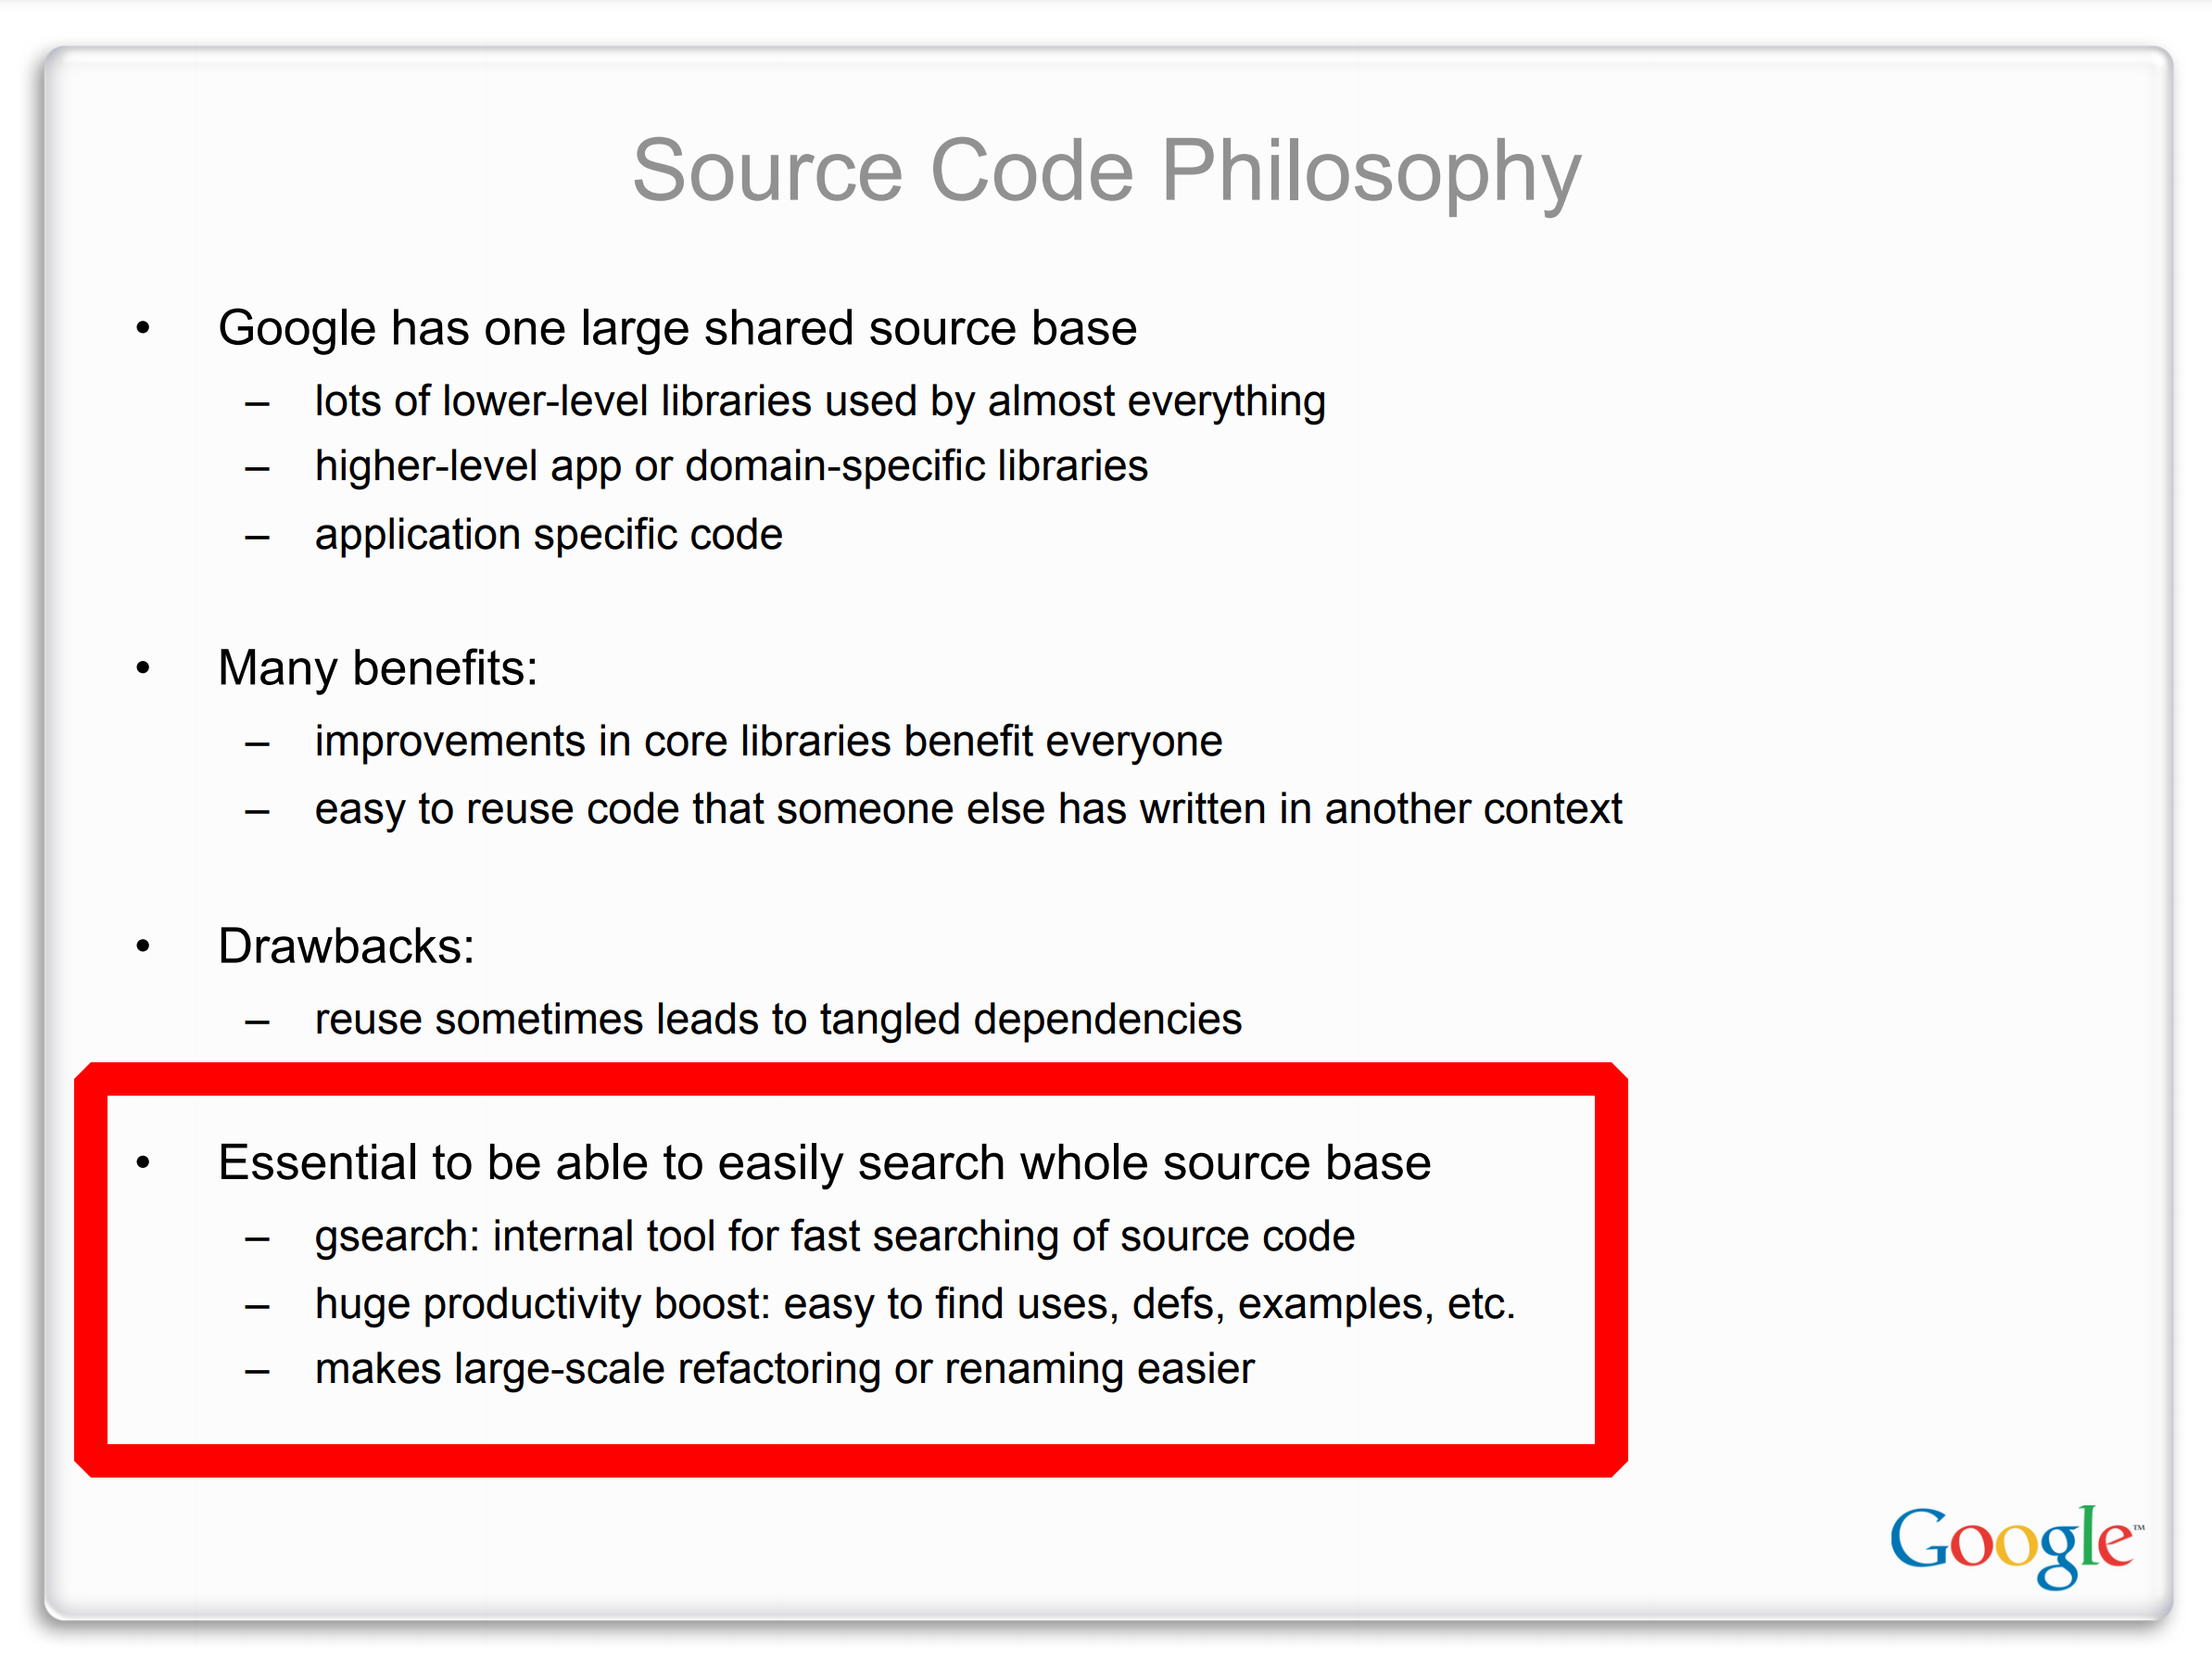 Source Code Philosophy
• Google has one large shared source base
– lots of lower-level libraries used by almost everything
– higher-level app or domain-specific libraries
– application specific code
• Many benefits:
– improvements in core libraries benefit everyone
– easy to reuse code that someone else has written in another context
• Drawbacks:
– reuse sometimes leads to tangled dependencies
• Essential to be able to easily search whole source base
– gsearch: internal tool for fast searching of source code
– huge productivity boost: easy to find uses, defs, examples, etc.
– makes large-scale refactoring or renaming easier
Google™